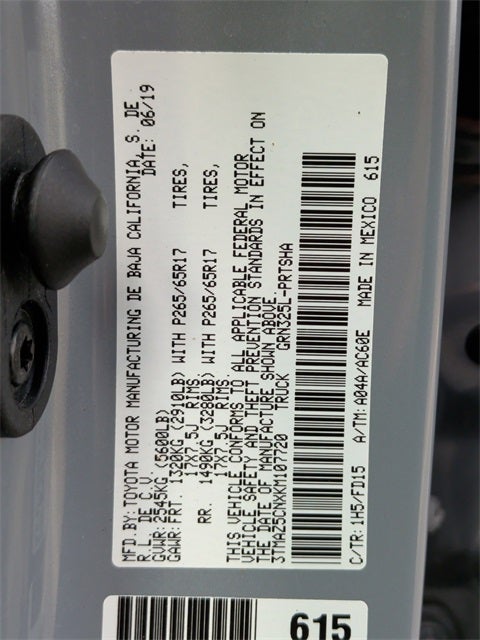 MFD.BY:TOYOTA MOTOR MANUFACTURING DE BAJA CALIFORNIA, S. DE
R.L. DE C.V. DATE: 06/19
GVWR:2545KG (5600LB)
GAWR:FRT. 1320KG (2910LB) WITH P265/65R17 TIRES,
17X7.5J RIMS
RR. 1490KG (3280LB) WITH P265/65R17 TIRES,
17X7.5J RIMS
THIS VEHICLE CONFORMS TO ALL APPLICABLE FEDERAL MOTOR
VEHICLE SAFETY AND THEFT PREVENTION STANDARDS IN EFFECT ON
THE DATE OF MANUFACTURE SHOWN ABOVE.
3TMAZ5CNXKM107720 TRUCK GRN325L-PRTSHA
C/TR: 1H5/FD15 A/TM: A04A/AC60E MADE IN MEXICO 615
615